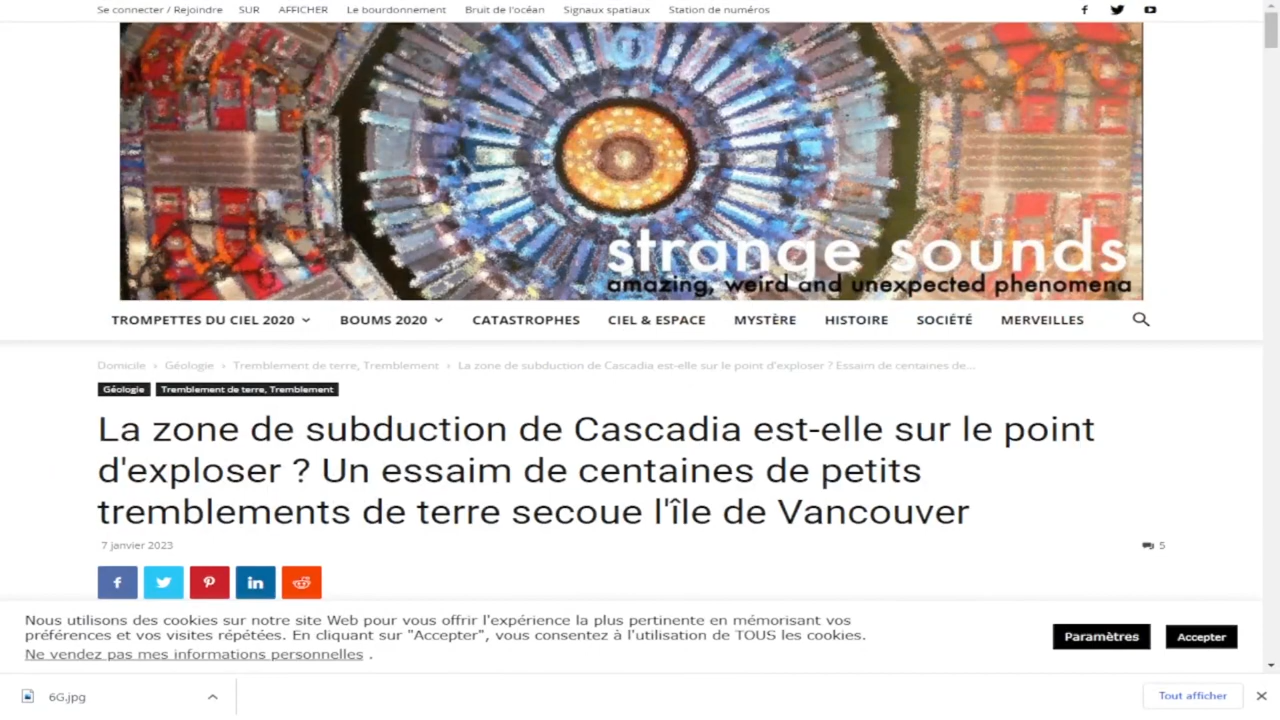 Se connecter / Rejoindre SUR AFFICHER Le bourdonnement Bruit de l'océan Signaux spatiaux Station de numéros
strange sounds
amazing, weird and unexpected phenomena
TROMPETTES DU CIEL 2020 BOUMS 2020 CATASTROPHES CIEL & ESPACE MYSTÈRE HISTOIRE SOCIÉTÉ MERVEILLES
Domicile › Géologie › Tremblement de terre, Tremblement › La zone de subduction de Cascadia est-elle sur le point d'exploser ? Essaim de centaines de...
Géologie Tremblement de terre, Tremblement
La zone de subduction de Cascadia est-elle sur le point
d'exploser ? Un essaim de centaines de petits
tremblements de terre secoue l'île de Vancouver
7 janvier 2023 5
Nous utilisons des cookies sur notre site Web pour vous offrir l'expérience la plus pertinente en mémorisant vos
préférences et vos visites répétées. En cliquant sur "Accepter", vous consentez à l'utilisation de TOUS les cookies.
Ne vendez pas mes informations personnelles .
Paramètres Accepter
6G.jpg Tout afficher